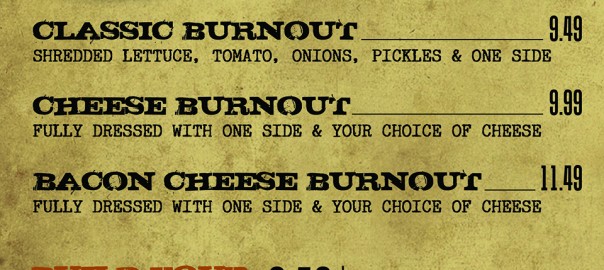 CLASSIC BURNOUT 9.49
SHREDDED LETTUCE, TOMATO, ONIONS, PICKLES & ONE SIDE
CHEESE BURNOUT 9.99
FULLY DRESSED WITH ONE SIDE & YOUR CHOICE OF CHEESE
BACON CHEESE BURNOUT 11.49
FULLY DRESSED WITH ONE SIDE & YOUR CHOICE OF CHEESE